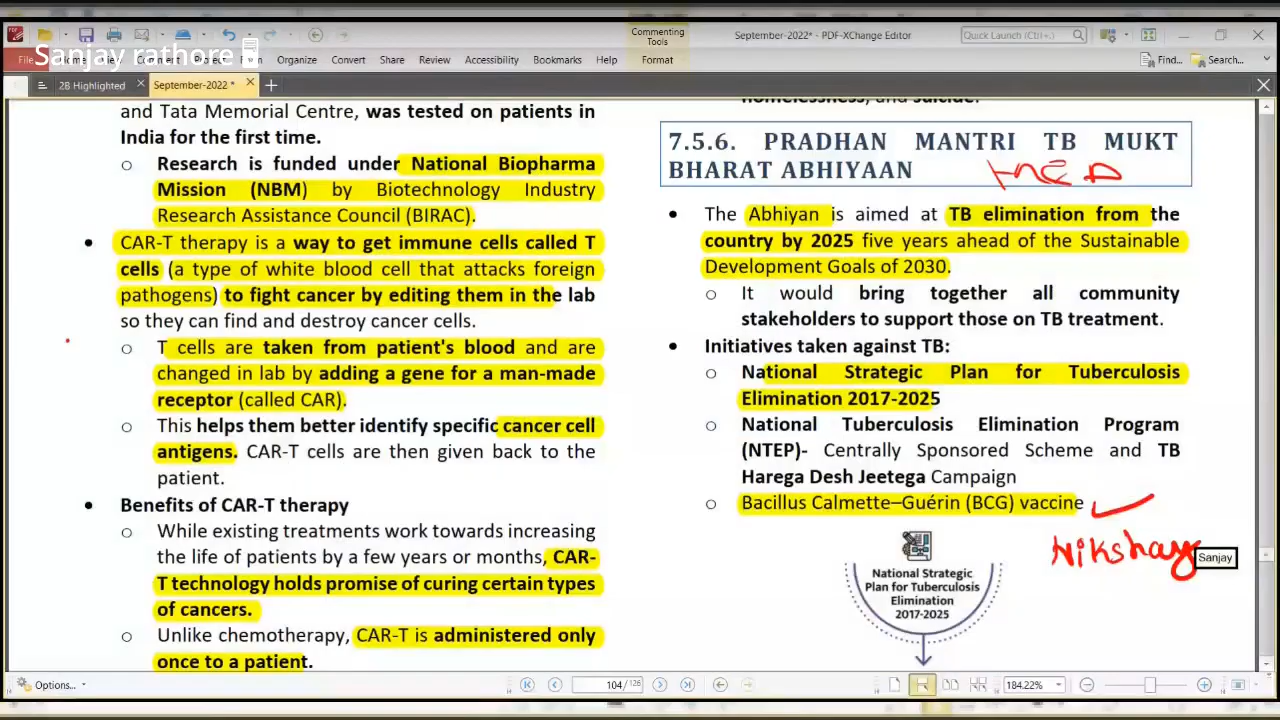 Commenting
Tools
September-2022* - PDF-XChange Editor
Quick Launch (Ctrl+.)
Sanjay rathore
File
Organize
Convert
Share
Review
Accessibility
Bookmarks
Help
Format
Find...
Search...
2B Highlighted
September-2022 *
and Tata Memorial Centre, was tested on patients in
India for the first time.
Research is funded under National Biopharma
Mission (NBM) by Biotechnology Industry
Research Assistance Council (BIRAC).
CAR-T therapy is a way to get immune cells called T
cells (a type of white blood cell that attacks foreign
pathogens) to fight cancer by editing them in the lab
so they can find and destroy cancer cells.
T cells are taken from patient's blood and are
changed in lab by adding a gene for a man-made
receptor (called CAR).
This helps them better identify specific cancer cell
antigens. CAR-T cells are then given back to the
patient.
Benefits of CAR-T therapy
While existing treatments work towards increasing
the life of patients by a few years or months, CAR-
T technology holds promise of curing certain types
of cancers.
Unlike chemotherapy, CAR-T is administered only
once to a patient.
homelessness, and suicide.
7.5.6. PRADHAN MANTRI TB MUKT
BHARAT ABHIYAAN
The Abhiyan is aimed at TB elimination from the
country by 2025 five years ahead of the Sustainable
Development Goals of 2030.
It would bring together all community
stakeholders to support those on TB treatment.
Initiatives taken against TB:
National Strategic Plan for Tuberculosis
Elimination 2017-2025
National Tuberculosis Elimination Program
(NTEP)- Centrally Sponsored Scheme and TB
Harega Desh Jeetega Campaign
Bacillus Calmette–Guérin (BCG) vaccine
Nikshay
Sanjay
National Strategic
Plan for Tuberculosis
Elimination
2017-2025
Options...
104 / 126
184.22%